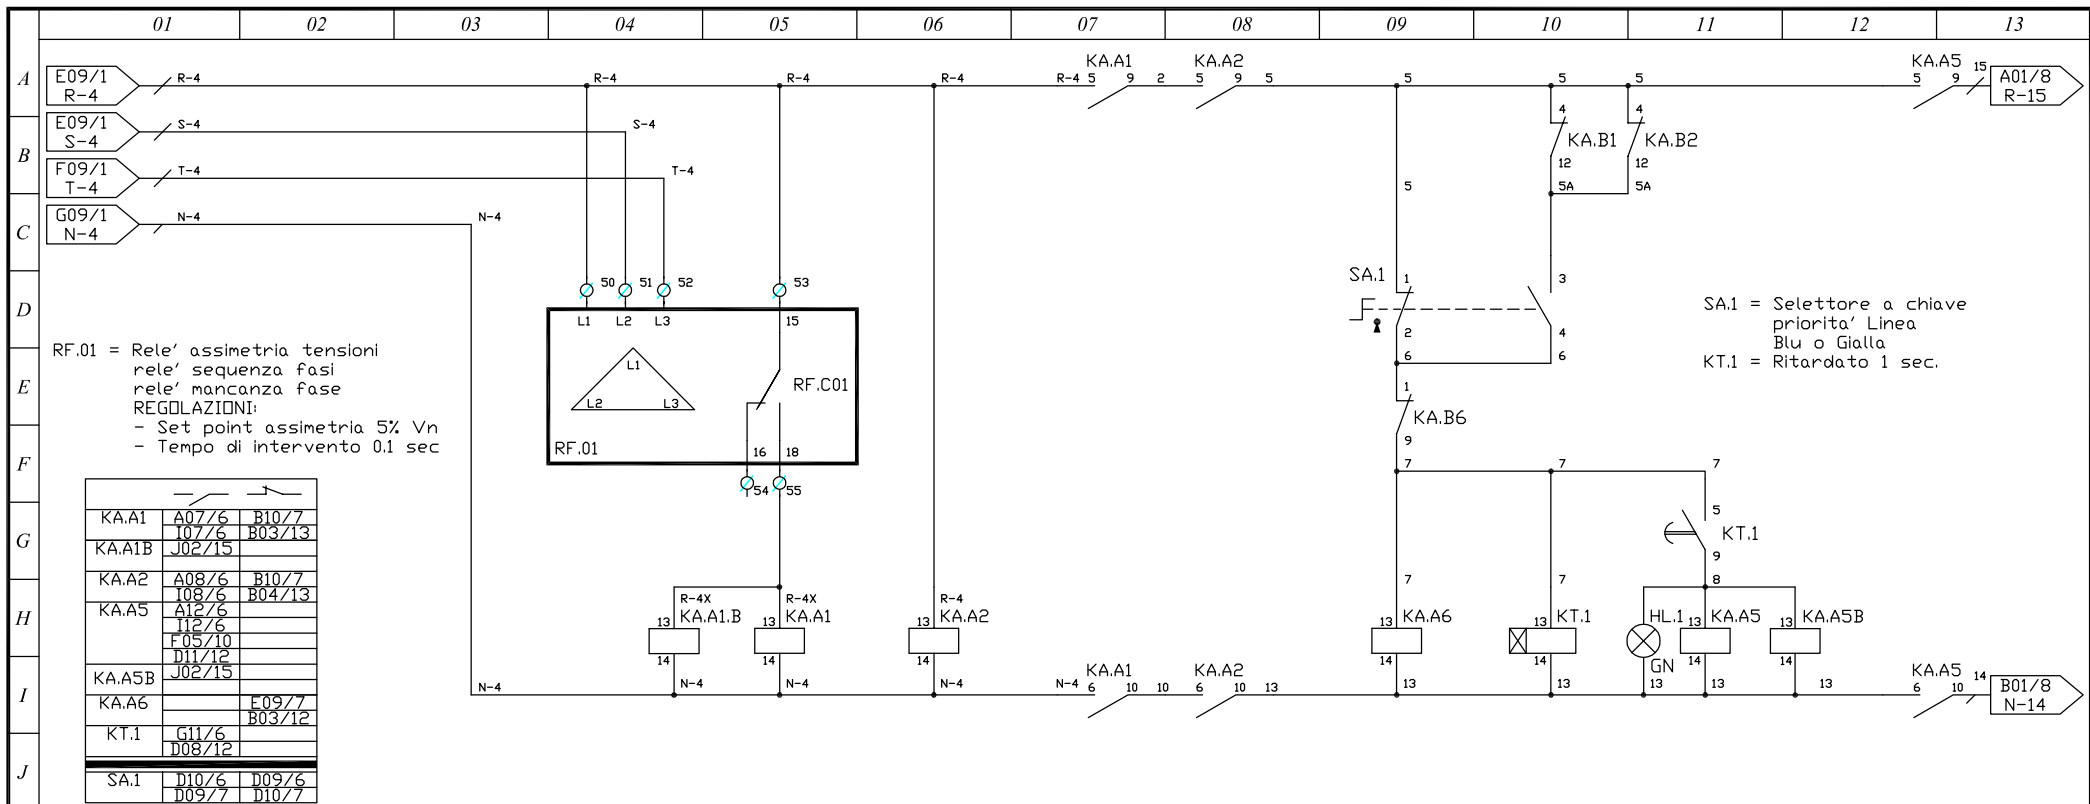 01 02 03 04 05 06 07 08 09 10 11 12 13
A
E09/1
R-4
R-4
R-4
R-4
R-4
R-4 5
KA.A1
9 2
KA.A2
5 9 5
5
5
5
KA.A5
5 9
15
A01/8
R-15
B
E09/1
S-4
S-4
S-4
F09/1
T-4
T-4
T-4
4
KA.B1
12
5A
4
KA.B2
12
5A
5
C
G09/1
N-4
N-4
N-4
D
50 51 52 53
L1 L2 L3 15
SA.1
1
2
6
3
4
6
SA.1 = Selettore a chiave
priorita' Linea
Blu o Gialla
KT.1 = Ritardato 1 sec.
RF.01 = Rele' assimetria tensioni
rele' sequenza fasi
rele' mancanza fase
REGOLAZIONI:
- Set point assimetria 5% Vn
- Tempo di intervento 0.1 sec
E
L1
L2 L3
RF.C01
RF.01
16 18
54 55
1
KA.B6
9
F
7
7
7
G
5
KT.1
9
8
7
7
H
R-4X
KA.A1.B
13
14
R-4X
KA.A1
13
14
R-4
KA.A2
13
14
KA.A6
13
14
KT.1
13
14
HL.1
GN
KA.A5
13
14
KA.A5B
13
14
I
N-4
N-4
N-4
N-4
N-4 6
KA.A1
10 10
KA.A2
6 10 13
13
13
13
13
13
KA.A5
6 10
14
B01/8
N-14
J
KA.A1 A07/6 B10/7
I07/6 B03/13
KA.A1B J02/15
KA.A2 A08/6 B10/7
I08/6 B04/13
KA.A5 A12/6
I12/6
F05/10
D11/12
KA.A5B J02/15
KA.A6 E09/7
B03/12
KT.1 G11/6
D08/12
SA.1 D10/6 D09/6
D09/7 D10/7